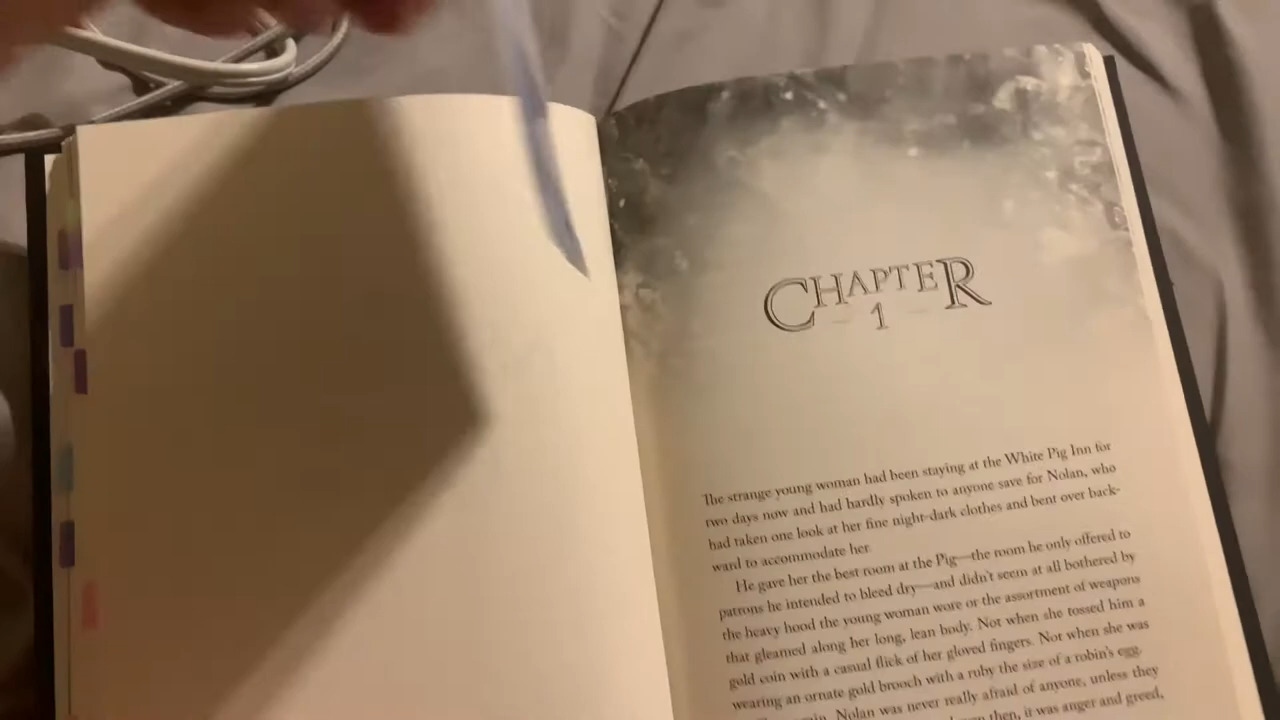 CHAPTER
1
The strange young woman had been staying at the White Pig Inn for
two days now and had hardly spoken to anyone save for Nolan, who
had taken one look at her fine night-dark clothes and bent over back-
ward to accommodate her.
He gave her the best room at the Pig—the room he only offered to
patrons he intended to bleed dry—and didn't seem at all bothered by
the heavy hood the young woman wore or the assortment of weapons
that gleamed along her long, lean body. Not when she tossed him a
gold coin with a casual flick of her gloved fingers. Not when she was
wearing an ornate gold brooch with a ruby the size of a robin's egg.
Nolan was never really afraid of anyone, unless they
then, it was anger and greed,